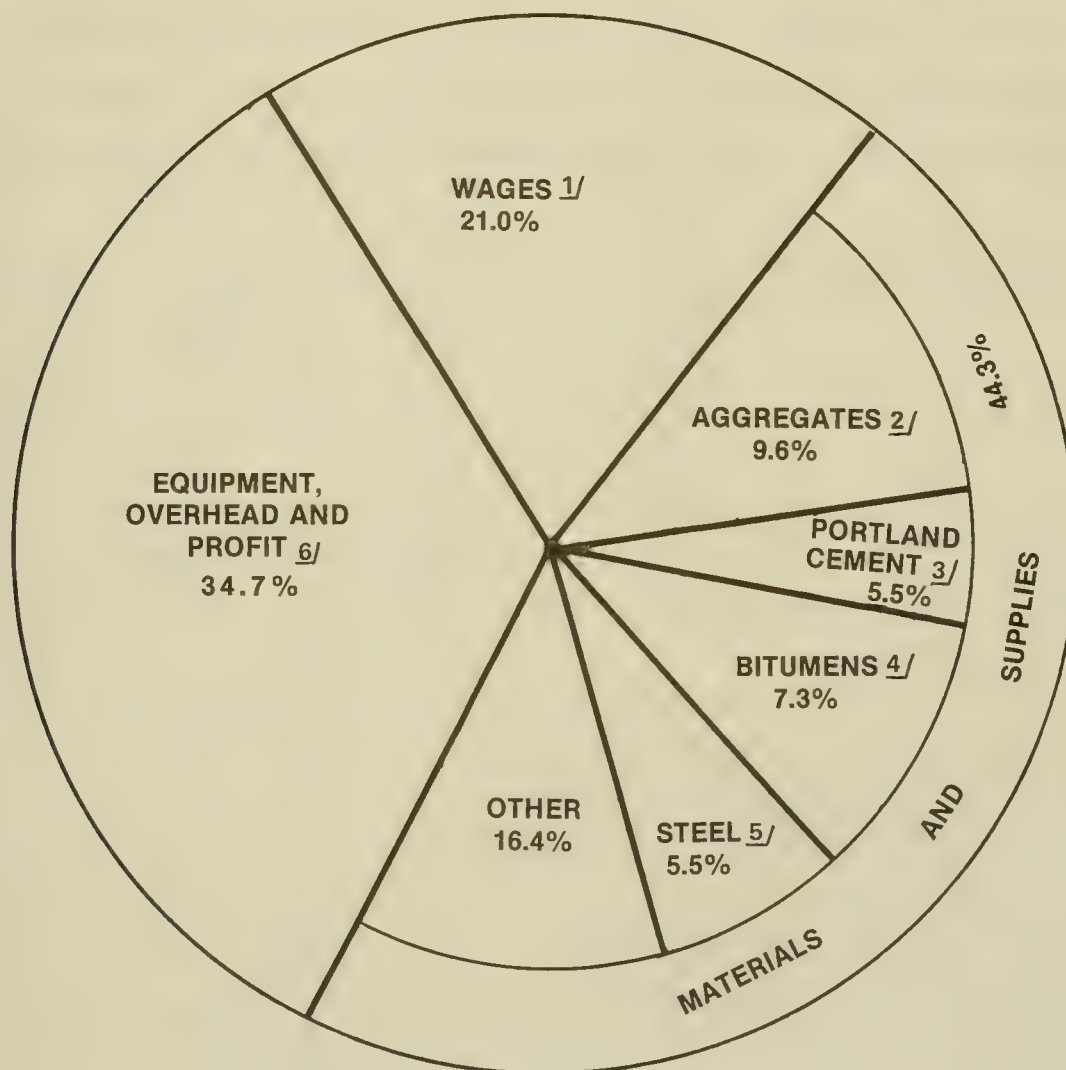 WAGES 1/
21.0%
44.3%
AGGREGATES 2/
9.6%
EQUIPMENT,
OVERHEAD AND
PROFIT 6/
34.7%
PORTLAND
CEMENT 3/
5.5%
BITUMENS 4/
7.3%
OTHER
16.4%
STEEL 5/
5.5%
MATERIALS AND SUPPLIES